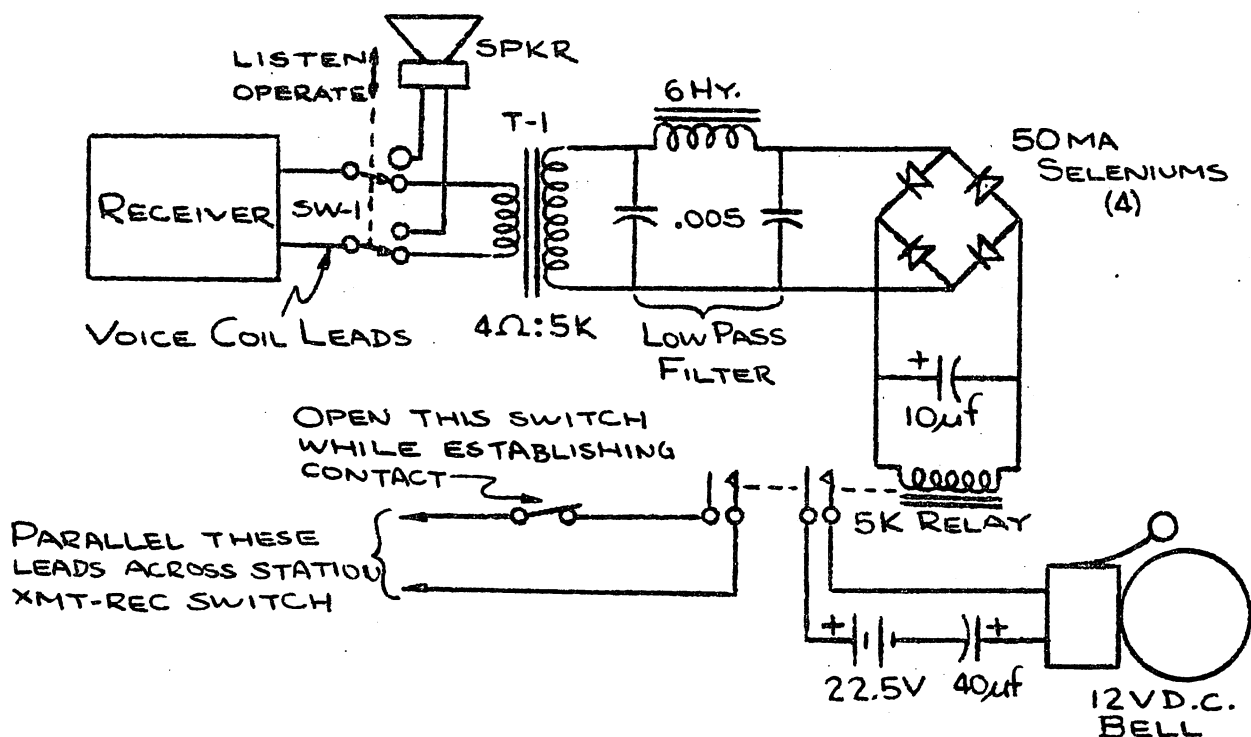 LISTEN
OPERATE
SPKR
6 HY.
T-1
50 MA
SELENIUMS
(4)
RECEIVER
SW-1
.005
VOICE COIL LEADS
4Ω:5K
LOW PASS
FILTER
+
10µf
OPEN THIS SWITCH
WHILE ESTABLISHING
CONTACT
5K RELAY
PARALLEL THESE
LEADS ACROSS STATION
XMT-REC SWITCH
+
+
22.5V
40µf
12V D.C.
BELL